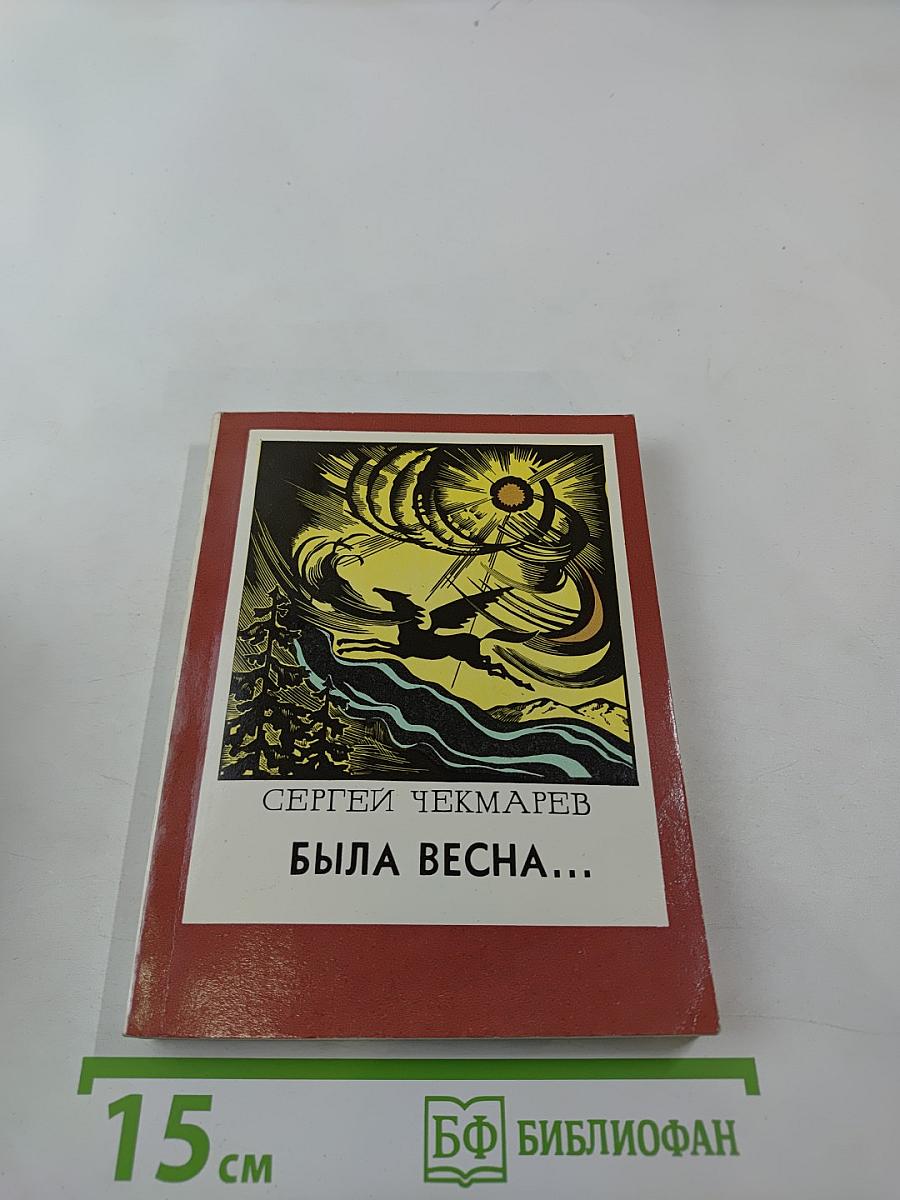 СЕРГЕЙ ЧЕКМАРЕВ
БЫЛА ВЕСНА...
15 см
БФ БИБЛИОФАН